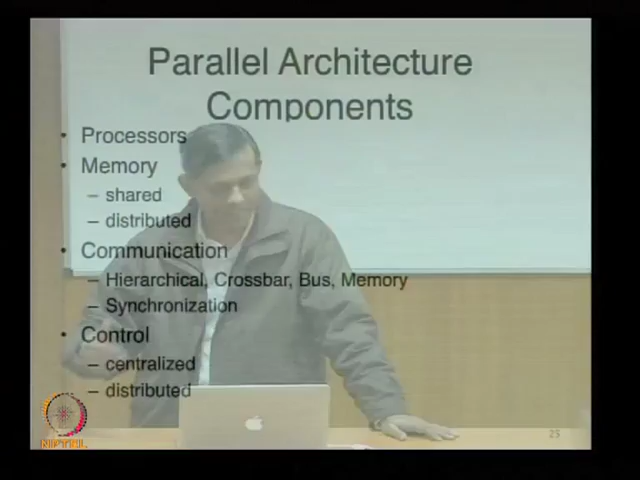 Parallel Architecture
Components
• Processors
• Memory
– shared
– distributed
• Communication
– Hierarchical, Crossbar, Bus, Memory
– Synchronization
• Control
– centralized
– distributed
NPTEL
25